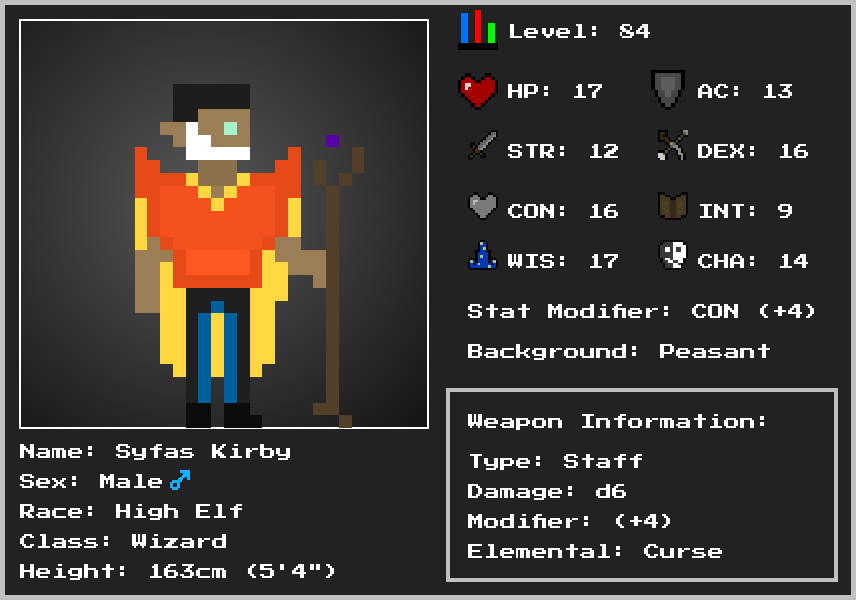 Level: 84
HP: 17 AC: 13
STR: 12 DEX: 16
CON: 16 INT: 9
WIS: 17 CHA: 14
Stat Modifier: CON (+4)
Background: Peasant
Weapon Information:
Type: Staff
Damage: d6
Modifier: (+4)
Elemental: Curse
Name: Syfas Kirby
Sex: Male ♂
Race: High Elf
Class: Wizard
Height: 163cm (5'4")